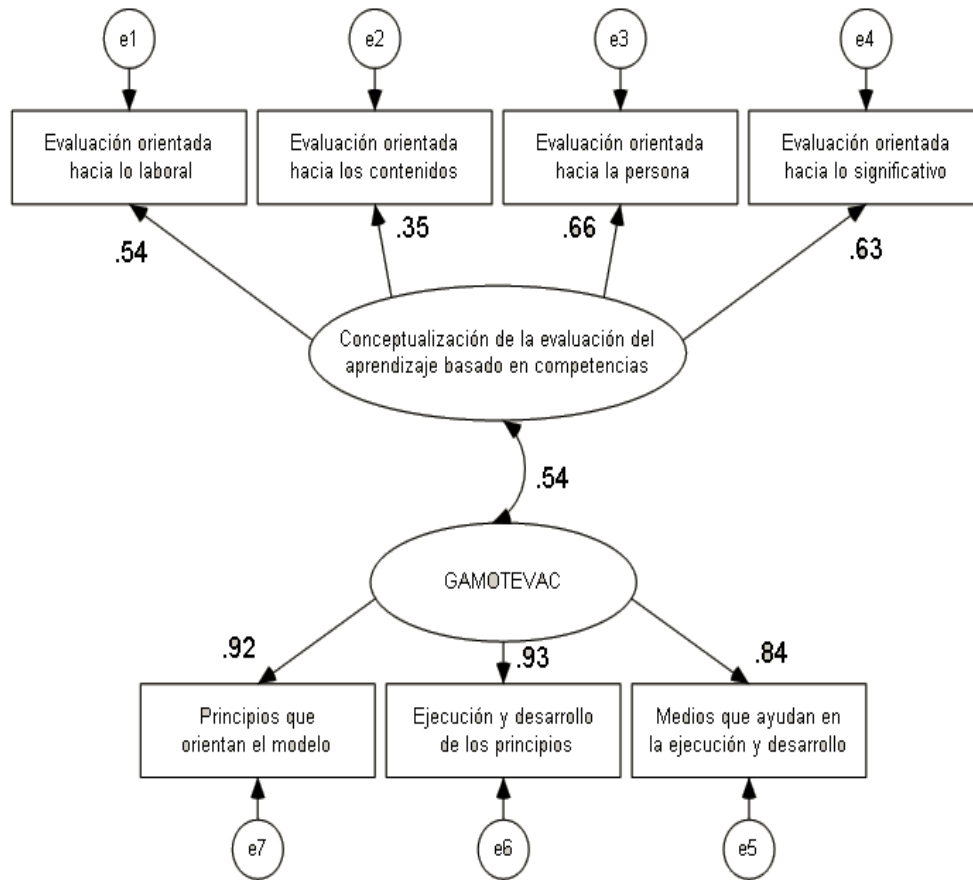 e1
e2
e3
e4
Evaluación orientada
hacia lo laboral
Evaluación orientada
hacia los contenidos
Evaluación orientada
hacia la persona
Evaluación orientada
hacia lo significativo
.54
.35
.66
.63
Conceptualización de la evaluación del
aprendizaje basado en competencias
.54
GAMOTEVAC
.92
.93
.84
Principios que
orientan el modelo
Ejecución y desarrollo
de los principios
Medios que ayudan en
la ejecución y desarrollo
e7
e6
e5